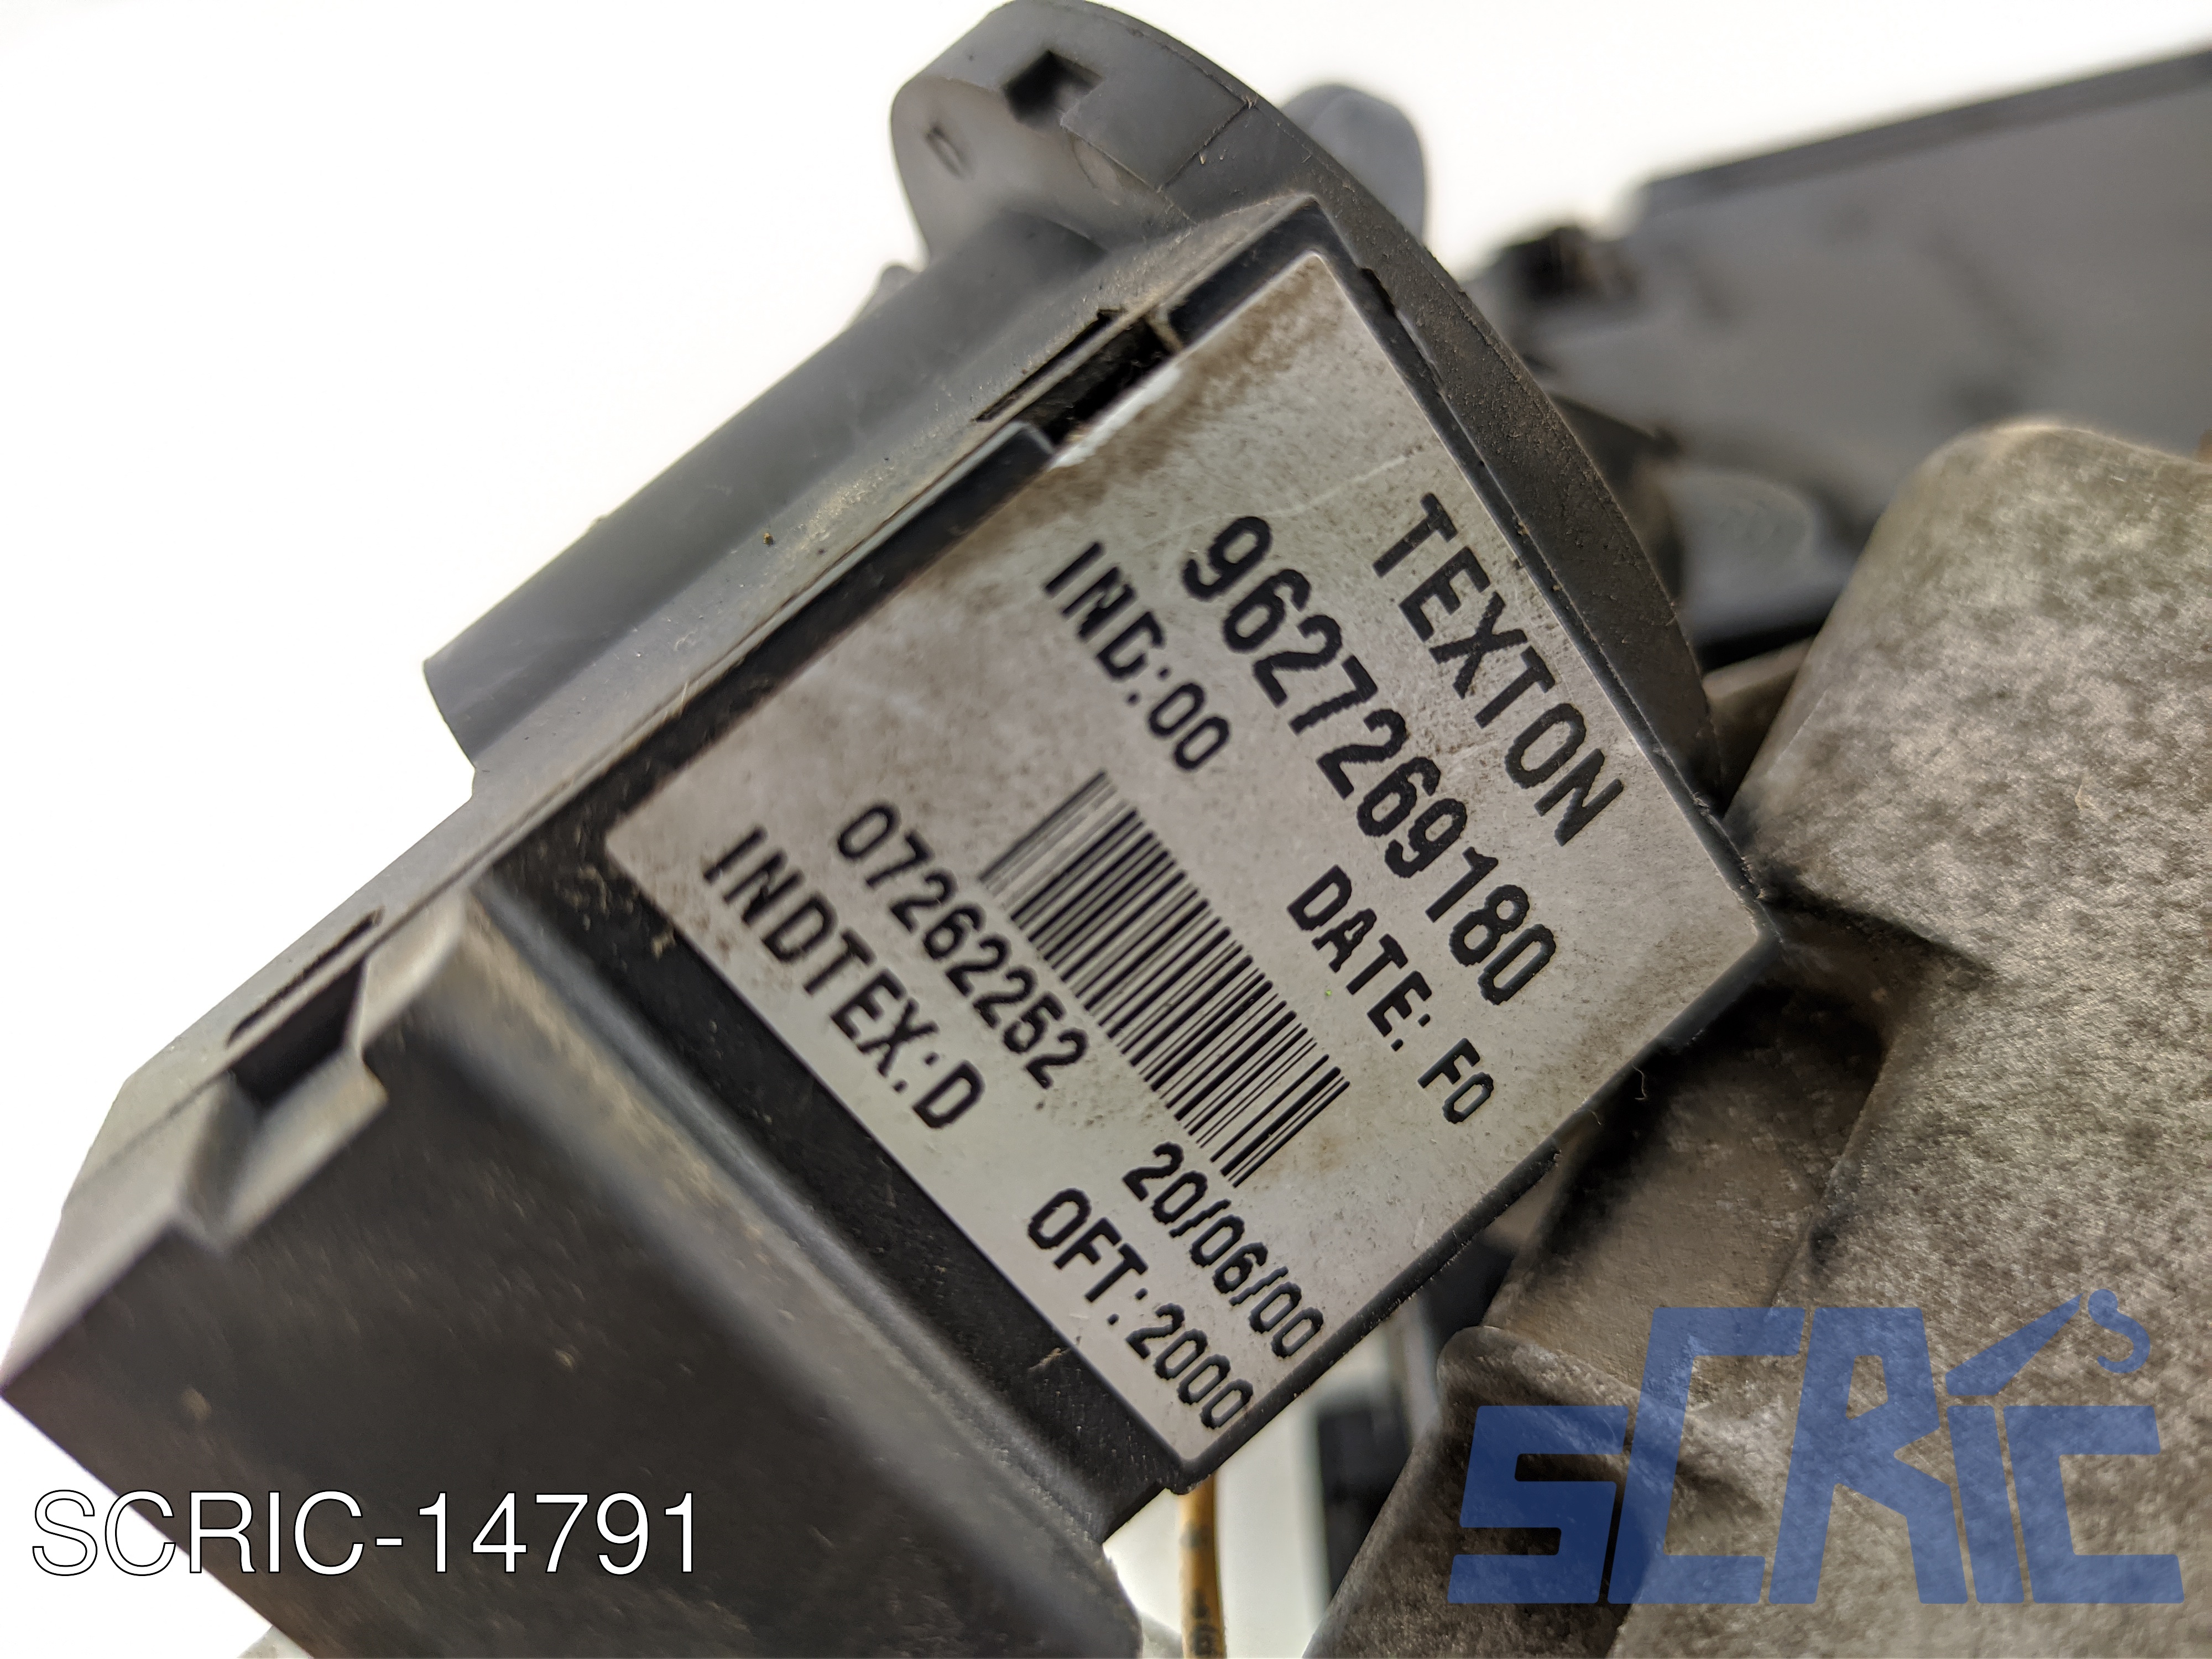 TEXTON
9627269180
IND:00 DATE: F0
07262252 20/06/00
INDTEX:D OFT:2000
SCRIC-14791
SCRIC